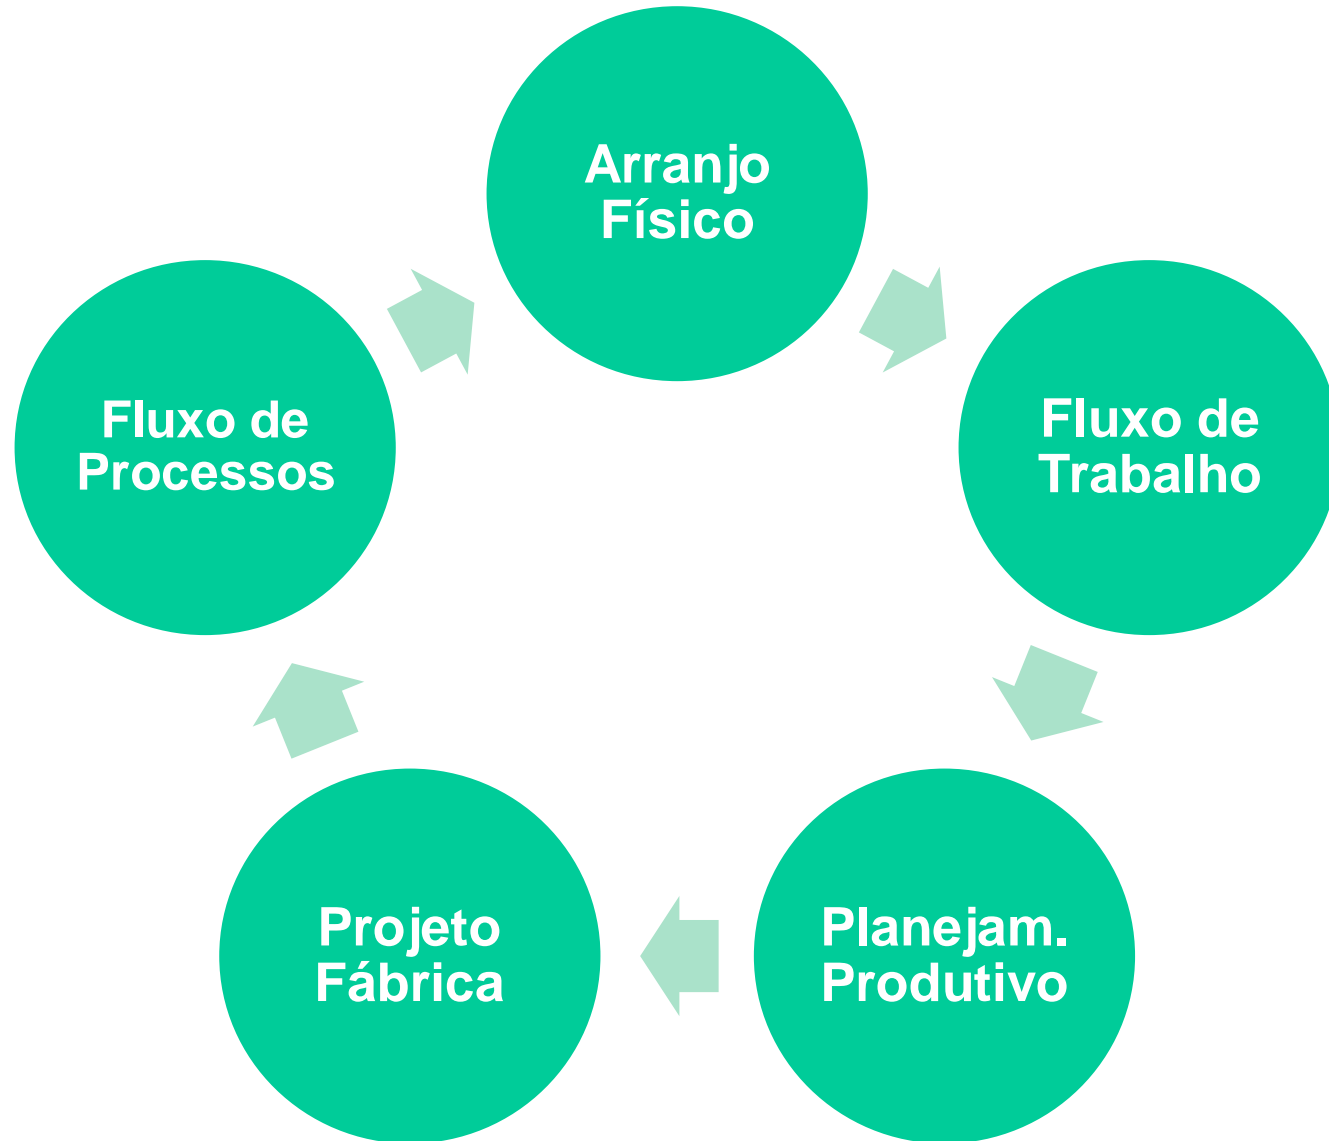 Arranjo
Físico
Fluxo de
Trabalho
Planejam.
Produtivo
Projeto
Fábrica
Fluxo de
Processos